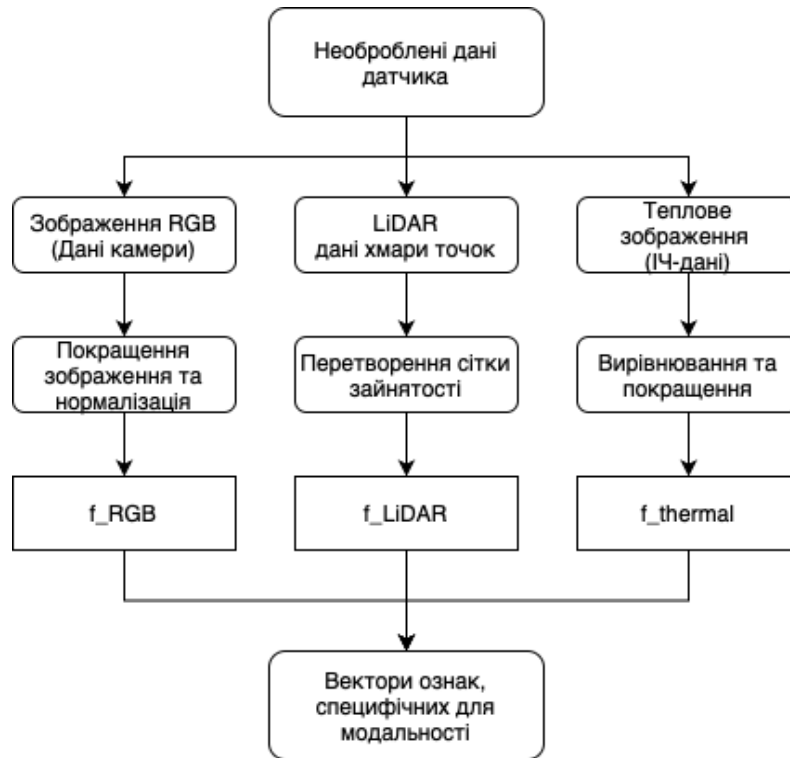 Необроблені дані
датчика
Зображення RGB
(Дані камери)
LiDAR
дані хмари точок
Теплове
зображення
(ІЧ-дані)
Покращення
зображення та
нормалізація
Перетворення сітки
зайнятості
Вирівнювання та
покращення
f_RGB
f_LiDAR
f_thermal
Вектори ознак,
специфічних для
модальності